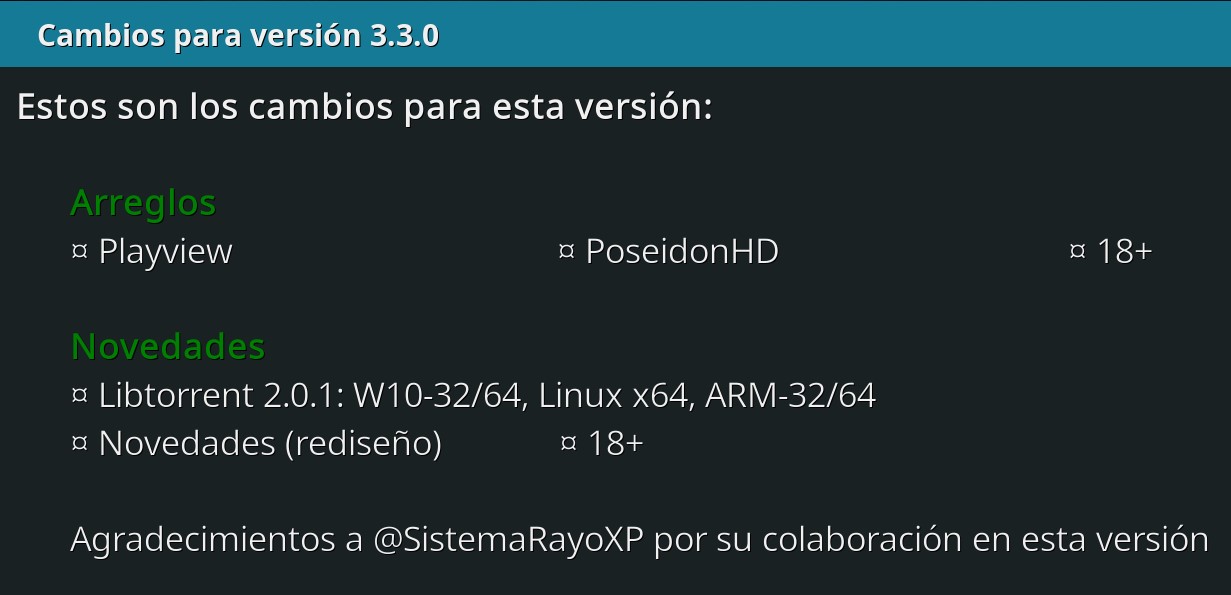 Cambios para versión 3.3.0
Estos son los cambios para esta versión:
Arreglos
¤ Playview ¤ PoseidonHD ¤ 18+
Novedades
¤ Libtorrent 2.0.1: W10-32/64, Linux x64, ARM-32/64
¤ Novedades (rediseño) ¤ 18+
Agradecimientos a @SistemaRayoXP por su colaboración en esta versión